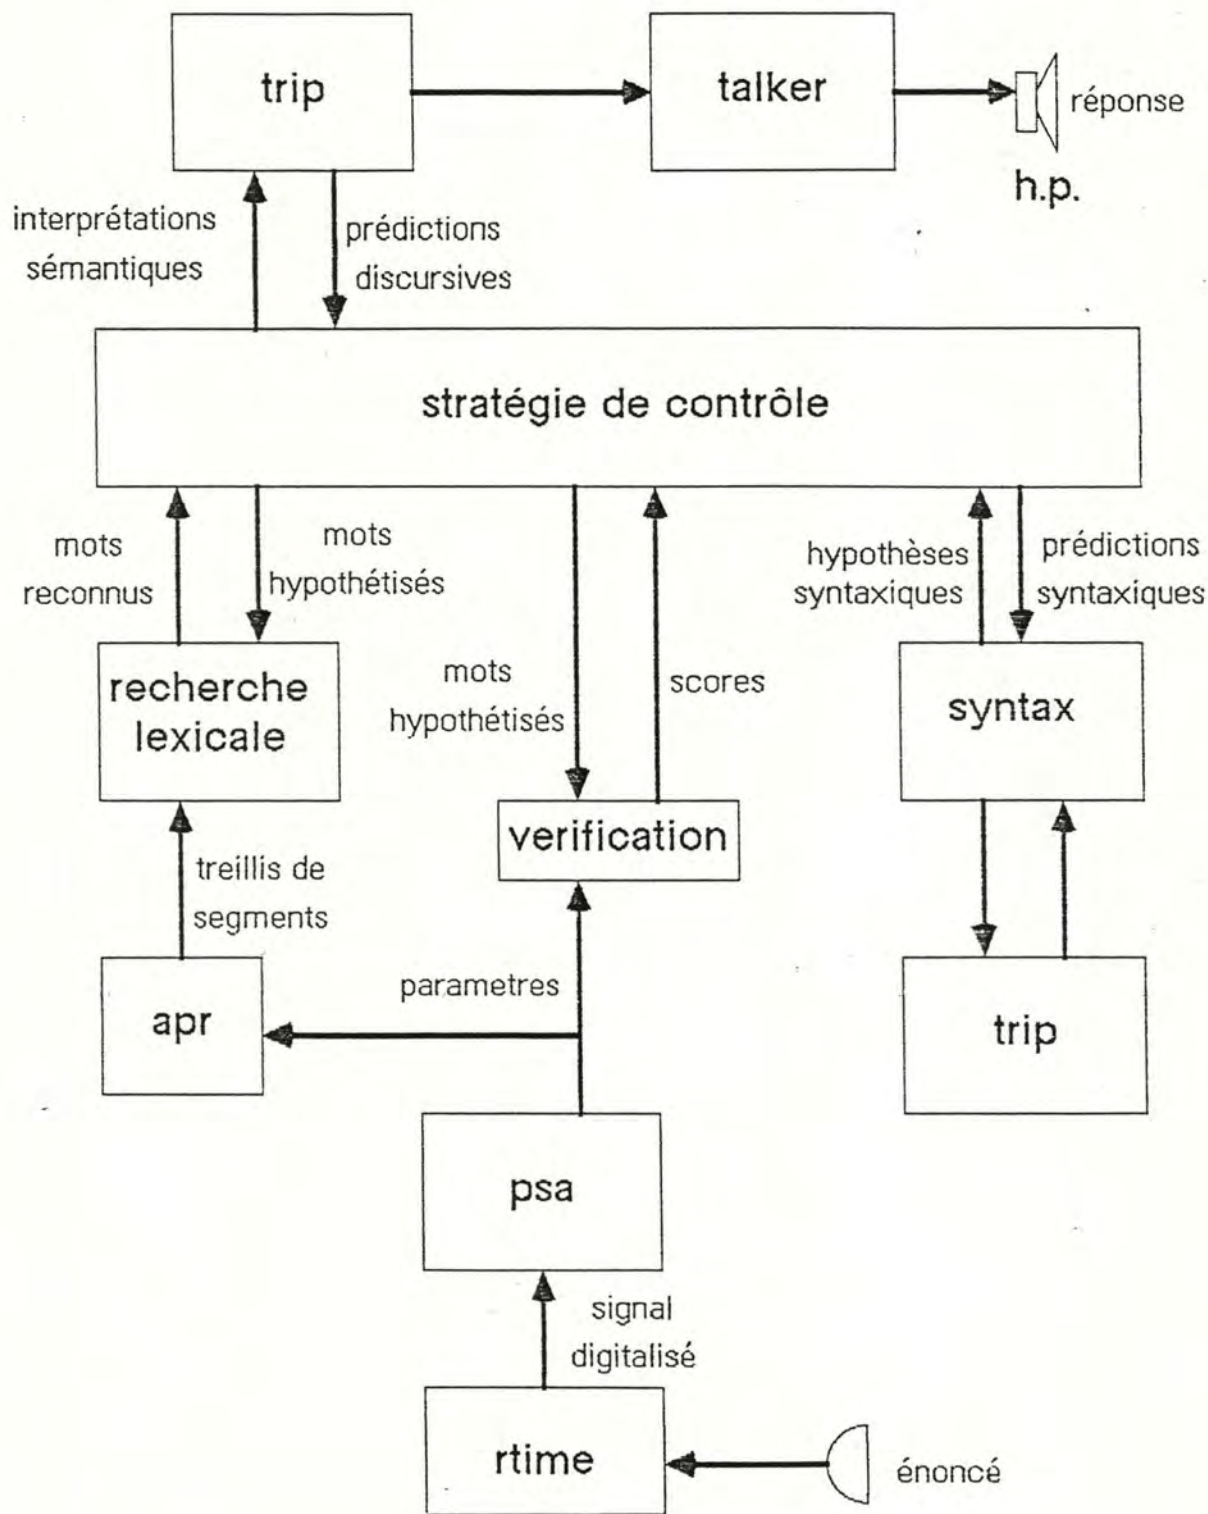 trip
talker
réponse
h.p.
interprétations
sémantiques
prédictions
discursives
stratégie de contrôle
mots
reconnus
mots
hypothétisés
mots
hypothétisés
scores
hypothèses
syntaxiques
prédictions
syntaxiques
recherche
lexicale
syntax
verification
treillis de
segments
parametres
apr
trip
psa
signal
digitalisé
rtime
énoncé